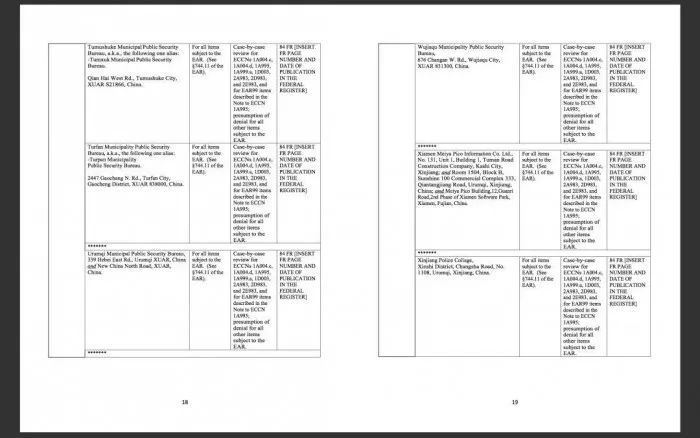 Tumushuke Municipal Public Security
Bureau, a.k.a., the following one alias:
-Tumxuk Municipal Public Security
Bureau.
Qian Hai West Rd., Tumushuke City,
XUAR 521866, China.
For all items
subject to the
EAR. (See
§744.11 of the
EAR).
Case-by-case
review for
ECCNs 1A004.c,
1A004.d, 1A995,
1A999.a, 1D003,
2A983, 2D983,
and 2E983, and
for EAR99 items
described in the
Note to ECCN
1A995;
presumption of
denial for all
other items
subject to the
EAR.
84 FR [INSERT
FR PAGE
NUMBER AND
DATE OF
PUBLICATION
IN THE
FEDERAL
REGISTER]
Turfan Municipality Public Security
Bureau, a.k.a., the following one alias:
-Turpan Municipality
Public Security Bureau.
2447 Gaochang N. Rd., Turfan City,
Gaocheng District, XUAR 838000, China.
For all items
subject to the
EAR. (See
§744.11 of the
EAR).
Case-by-case
review for
ECCNs 1A004.c,
1A004.d, 1A995,
1A999.a, 1D003,
2A983, 2D983,
and 2E983, and
for EAR99 items
described in the
Note to ECCN
1A995;
presumption of
denial for all
other items
subject to the
EAR.
84 FR [INSERT
FR PAGE
NUMBER AND
DATE OF
PUBLICATION
IN THE
FEDERAL
REGISTER]
*******
Urumqi Municipal Public Security Bureau,
339 Hebei East Rd., Urumqi XUAR, China;
and New China North Road, XUAR,
China.
For all items
subject to the
EAR. (See
§744.11 of the
EAR).
Case-by-case
review for
ECCNs 1A004.c,
1A004.d, 1A995,
1A999.a, 1D003,
2A983, 2D983,
and 2E983, and
for EAR99 items
described in the
Note to ECCN
1A995;
presumption of
denial for all
other items
subject to the
EAR.
84 FR [INSERT
FR PAGE
NUMBER AND
DATE OF
PUBLICATION
IN THE
FEDERAL
REGISTER]
*******
18
Wujiaqu Municipality Public Security
Bureau,
674 Changan W. Rd., Wujiaqu City,
XUAR 831300, China.
For all items
subject to the
EAR. (See
§744.11 of the
EAR).
Case-by-case
review for
ECCNs 1A004.c,
1A004.d, 1A995,
1A999.a, 1D003,
2A983, 2D983,
and 2E983, and
for EAR99 items
described in the
Note to ECCN
1A995;
presumption of
denial for all
other items
subject to the
EAR.
84 FR [INSERT
FR PAGE
NUMBER AND
DATE OF
PUBLICATION
IN THE
FEDERAL
REGISTER]
*******
Xiamen Meiya Pico Information Co. Ltd.,
No. 131, Unit 1, Building 1, Tuman Road
Construction Company, Kashi City,
Xinjiang; and Room 1504, Block B,
Sunshine 100 Commercial Complex 333,
Qiantangjiang Road, Urumqi, Xinjiang,
China; and Meiya Pico Building,12,Guanri
Road,2nd Phase of Xiamen Software Park,
Xiamen, Fujian, China.
For all items
subject to the
EAR. (See
§744.11 of the
EAR).
Case-by-case
review for
ECCNs 1A004.c,
1A004.d, 1A995,
1A999.a, 1D003,
2A983, 2D983,
and 2E983, and
for EAR99 items
described in the
Note to ECCN
1A995;
presumption of
denial for all
other items
subject to the
EAR.
84 FR [INSERT
FR PAGE
NUMBER AND
DATE OF
PUBLICATION
IN THE
FEDERAL
REGISTER]
*******
Xinjiang Police College,
Xinshi District, Changsha Road, No.
1108, Urumqi, Xinjiang, China.
For all items
subject to the
EAR. (See
§744.11 of the
EAR).
Case-by-case
review for
ECCNs 1A004.c,
1A004.d, 1A995,
1A999.a, 1D003,
2A983, 2D983,
and 2E983, and
for EAR99 items
described in the
Note to ECCN
1A995;
presumption of
denial for all
other items
subject to the
EAR.
84 FR [INSERT
FR PAGE
NUMBER AND
DATE OF
PUBLICATION
IN THE
FEDERAL
REGISTER]
19